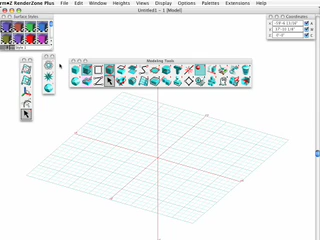 m•Z RenderZone Plus File Edit Window Heights Views Display Options Palettes Extensions Help
Untitled1 - 1 [Model]
Surface Styles
Coordinates
Modeling Tools